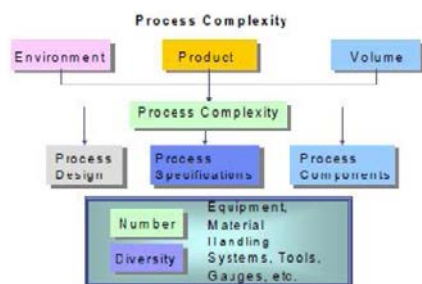 Process Complexity
Environment
Product
Volume
Process Complexity
Process
Design
Process
Specifications
Process
Components
Number
Diversity
Equipment,
Material
Handling
Systems, Tools,
Gauges, etc.